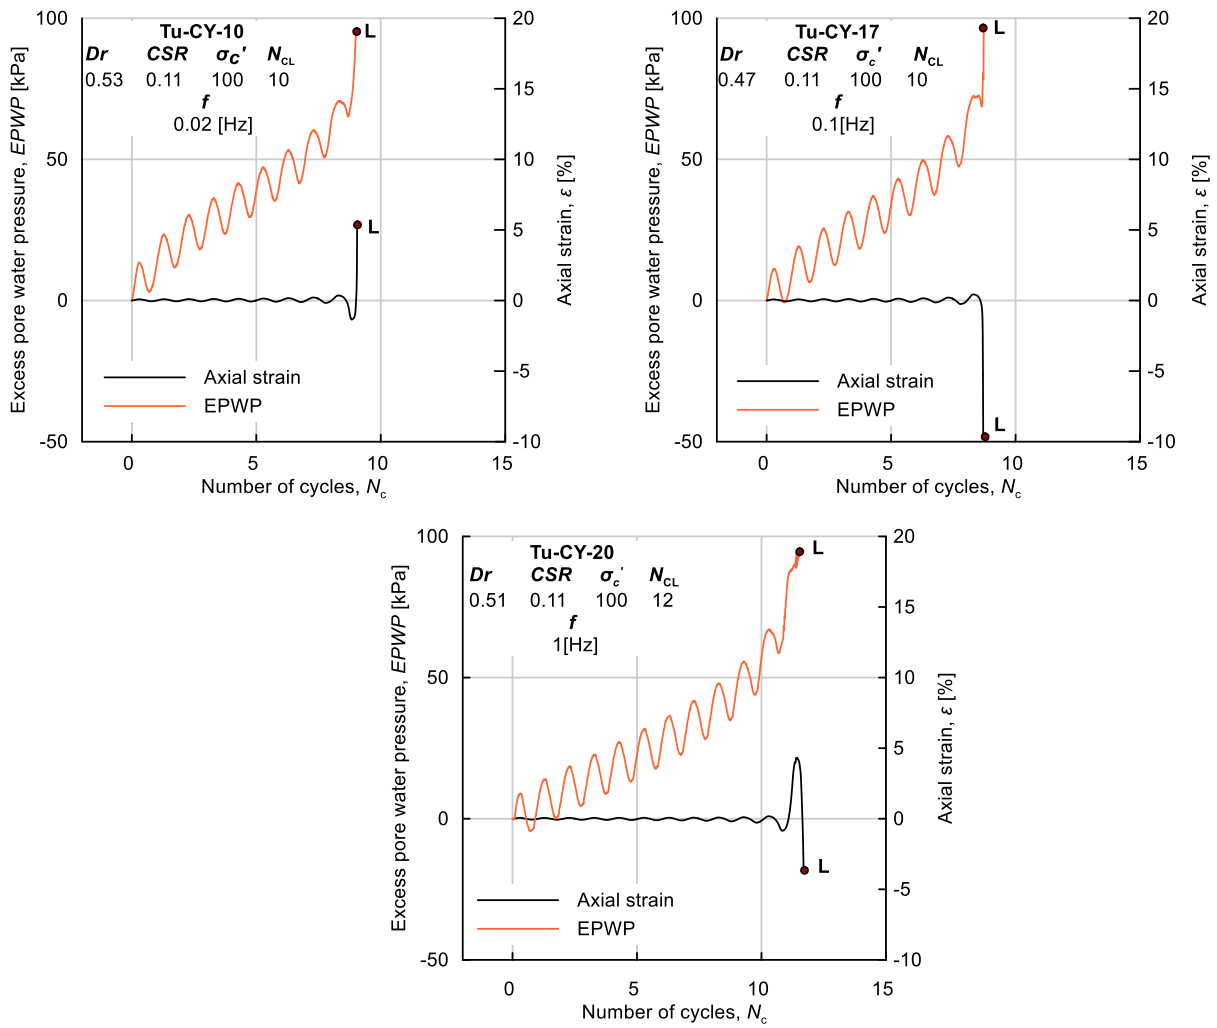 Tu-CY-10
Dr CSR σC' NCL
0.53 0.11 100 10
f
0.02 [Hz]
100
50
0
-50
Excess pore water pressure, EPWP [kPa]
20
15
10
5
0
-5
-10
Axial strain, ε [%]
L
L
Axial strain
EPWP
0 5 10 15
Number of cycles, Nc
Tu-CY-17
Dr CSR σc' NCL
0.47 0.11 100 10
f
0.1[Hz]
100
50
0
-50
Excess pore water pressure, EPWP [kPa]
20
15
10
5
0
-5
-10
Axial strain, ε [%]
L
L
Axial strain
EPWP
0 5 10 15
Number of cycles, Nc
Tu-CY-20
Dr CSR σc' NCL
0.51 0.11 100 12
f
1[Hz]
100
50
0
-50
Excess pore water pressure, EPWP [kPa]
20
15
10
5
0
-5
-10
Axial strain, ε [%]
L
L
Axial strain
EPWP
0 5 10 15
Number of cycles, Nc